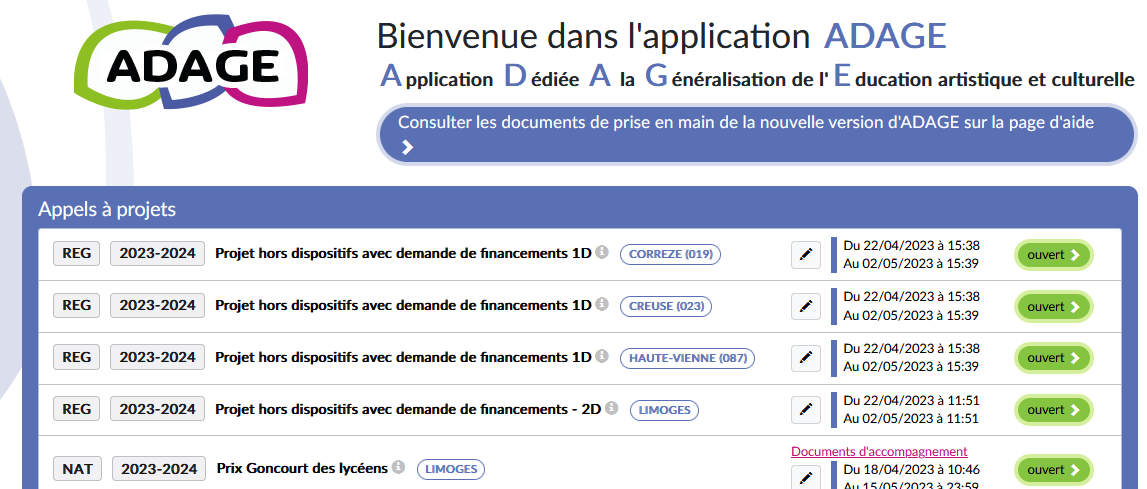 ADAGE
Bienvenue dans l'application ADAGE
Application Dédiée A la Généralisation de l'Education artistique et culturelle
Consulter les documents de prise en main de la nouvelle version d'ADAGE sur la page d'aide
Appels à projets
REG 2023-2024 Projet hors dispositifs avec demande de financements 1D CORREZE (019) Du 22/04/2023 à 15:38
Au 02/05/2023 à 15:39 ouvert
REG 2023-2024 Projet hors dispositifs avec demande de financements 1D CREUSE (023) Du 22/04/2023 à 15:38
Au 02/05/2023 à 15:39 ouvert
REG 2023-2024 Projet hors dispositifs avec demande de financements 1D HAUTE-VIENNE (087) Du 22/04/2023 à 15:38
Au 02/05/2023 à 15:39 ouvert
REG 2023-2024 Projet hors dispositifs avec demande de financements - 2D LIMOGES Du 22/04/2023 à 11:51
Au 02/05/2023 à 11:51 ouvert
Documents d'accompagnement
NAT 2023-2024 Prix Goncourt des lycéens LIMOGES Du 18/04/2023 à 10:46
Au 15/05/2023 à 23:59 ouvert